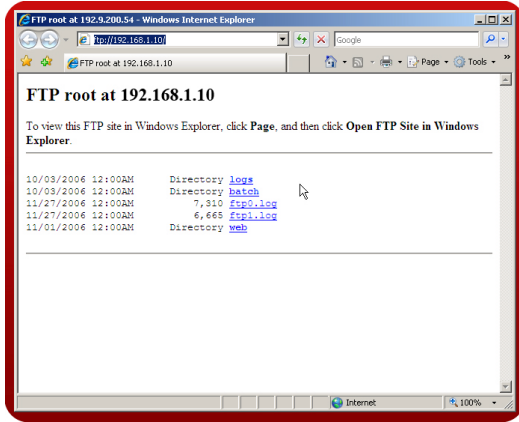 FTP root at 192.9.200.54 - Windows Internet Explorer
ftp://192.168.1.10/
Google
FTP root at 192.168.1.10
Page
Tools
»
FTP root at 192.168.1.10
To view this FTP site in Windows Explorer, click Page, and then click Open FTP Site in Windows
Explorer.
10/03/2006 12:00AM Directory logs
10/03/2006 12:00AM Directory batch
11/27/2006 12:00AM 7,310 ftp0.log
11/27/2006 12:00AM 6,665 ftp1.log
11/01/2006 12:00AM Directory web
Internet
100%